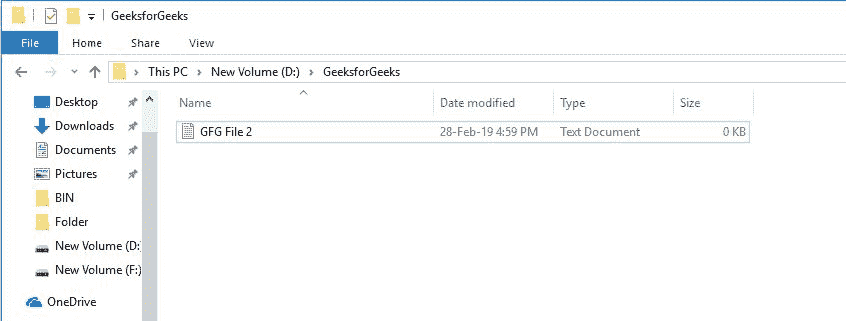 GeeksforGeeks
File Home Share View
This PC > New Volume (D:) > GeeksforGeeks
Name Date modified Type Size
GFG File 2 28-Feb-19 4:59 PM Text Document 0 KB
Desktop
Downloads
Documents
Pictures
BIN
Folder
New Volume (D:)
New Volume (F:)
OneDrive